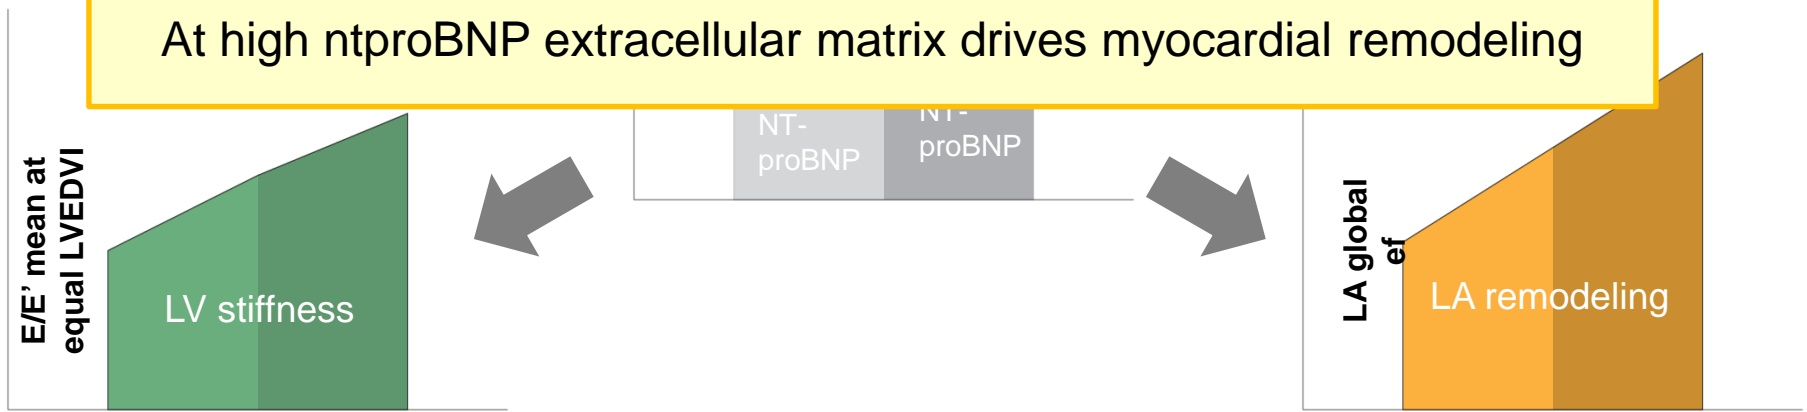 At high ntproBNP extracellular matrix drives myocardial remodeling
NT-
proBNP
NT-
proBNP
E/E’ mean at
equal LVEDVI
LV stiffness
LA global
ef
LA remodeling